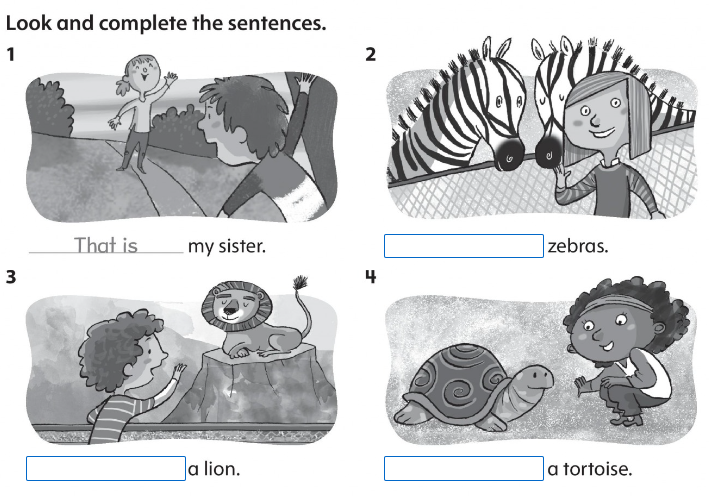 Look and complete the sentences.
1
2
That is my sister.
zebras.
3
4
a lion.
a tortoise.